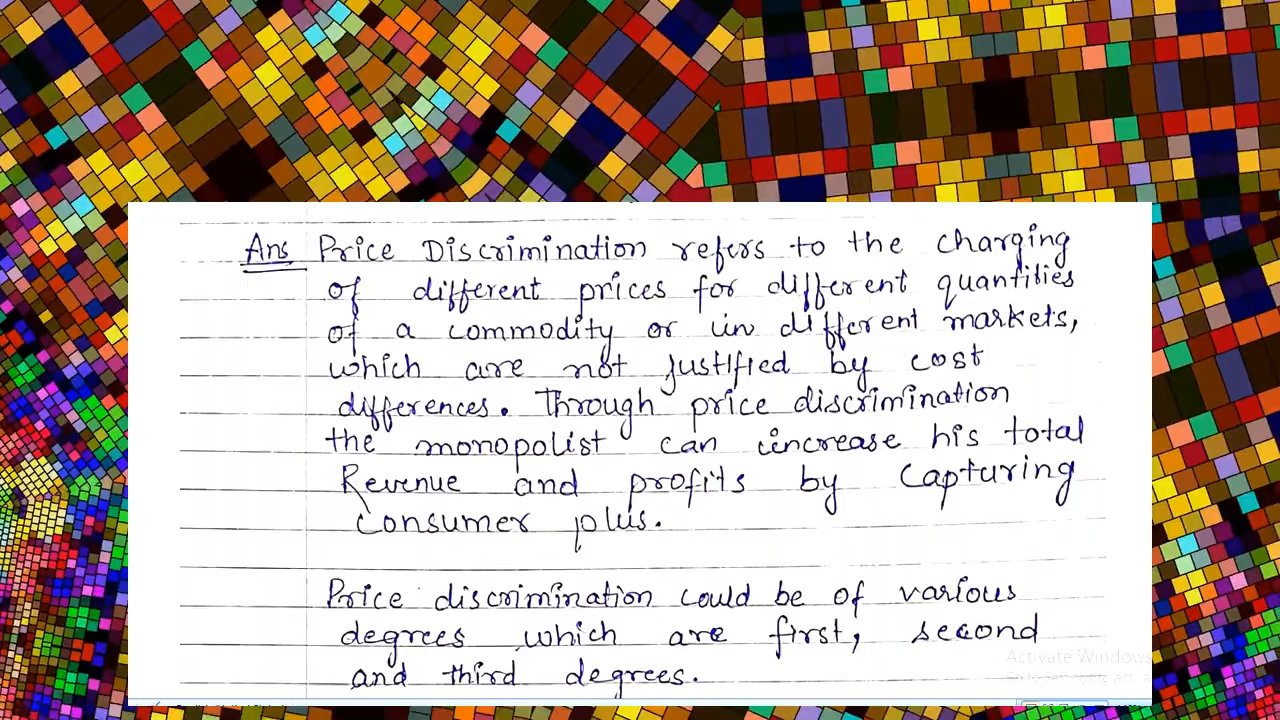 Ans Price Discrimination refers to the charging
of different prices for different quantities
of a commodity or in different markets,
which are not justified by cost
differences. Through price discrimination
the monopolist can increase his total
Revenue and profits by Capturing
Consumer plus.
Price discrimination could be of various
degrees which are first, second
and third degrees.
Activate Windows